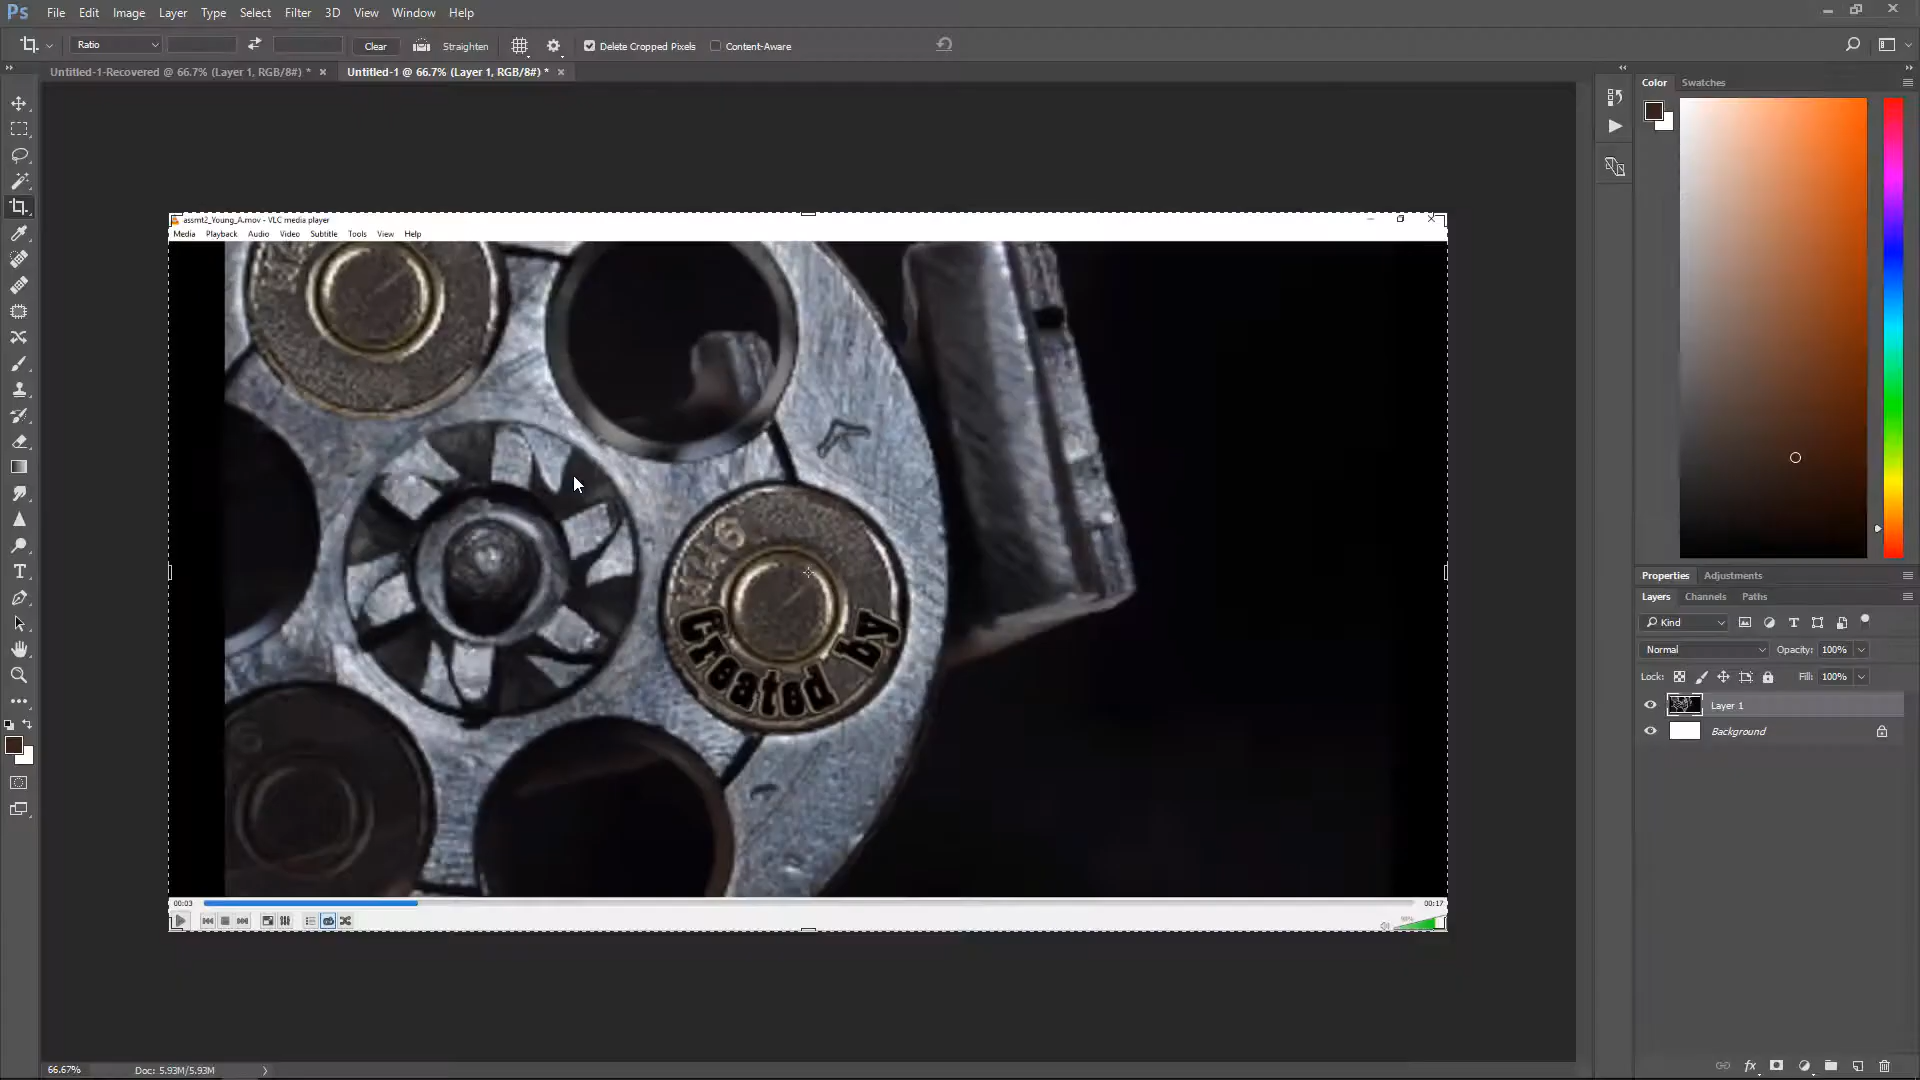 Ps File Edit Image Layer Type Select Filter 3D View Window Help
Ratio Clear Straighten Delete Cropped Pixels Content-Aware
Untitled-1-Recovered @ 66.7% (Layer 1, RGB/8#) * × Untitled-1 @ 66.7% (Layer 1, RGB/8#) * ×
Color Swatches
assmt2_Young_A.mov - VLC media player
Media Playback Audio Video Subtitle Tools View Help
Created by
Properties Adjustments
Layers Channels Paths
Kind
Normal Opacity: 100%
Lock: Fill: 100%
Layer 1
Background
00:03 00:17
66.67% Doc: 5.93M/5.93M